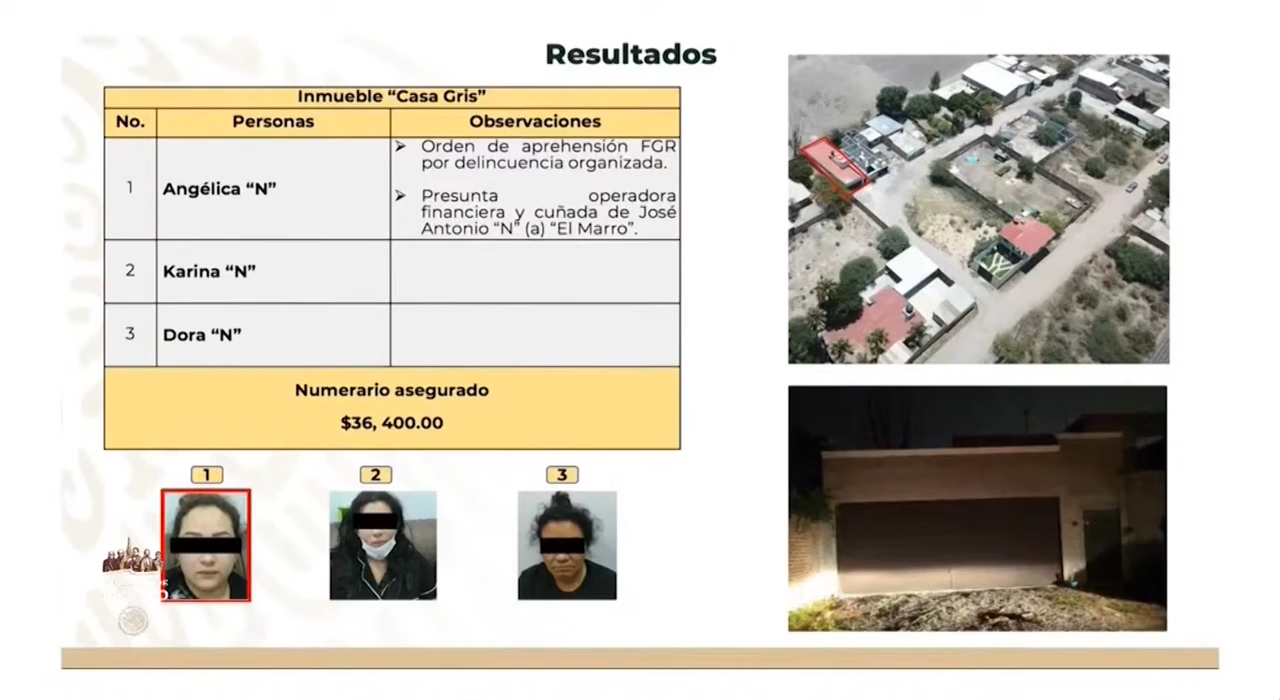 Resultados
Inmueble “Casa Gris”
No. Personas Observaciones
1 Angélica “N”
➢ Orden de aprehensión FGR
por delincuencia organizada.
➢ Presunta operadora
financiera y cuñada de José
Antonio “N” (a) “El Marro”.
2 Karina “N”
3 Dora “N”
Numerario asegurado
$36, 400.00
1 2 3